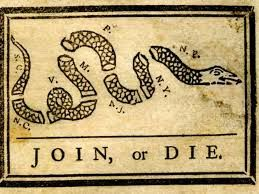 P.
N. E.
S. C.
M.
V.
N. Y.
N. J.
N. C.
JOIN, or DIE.